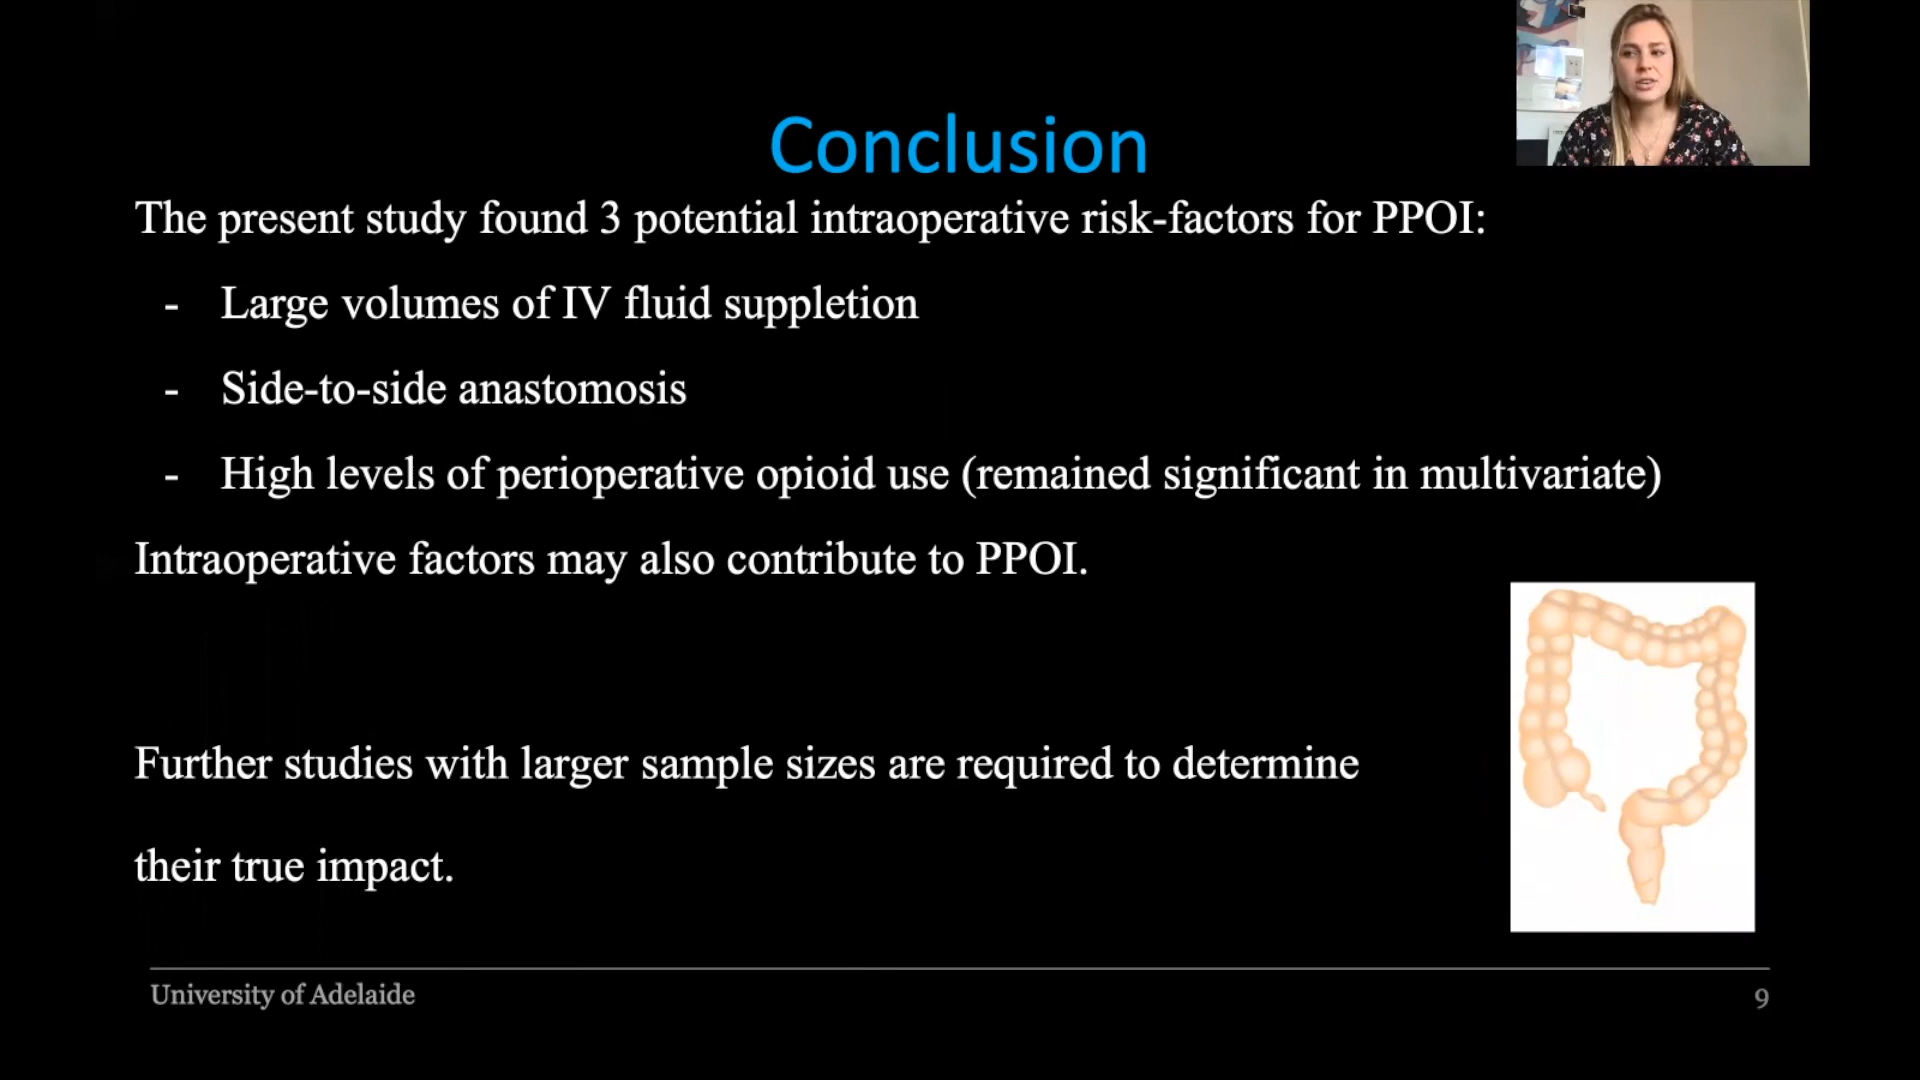 Conclusion
The present study found 3 potential intraoperative risk-factors for PPOI:
- Large volumes of IV fluid suppletion
- Side-to-side anastomosis
- High levels of perioperative opioid use (remained significant in multivariate)
Intraoperative factors may also contribute to PPOI.
Further studies with larger sample sizes are required to determine
their true impact.
University of Adelaide
9